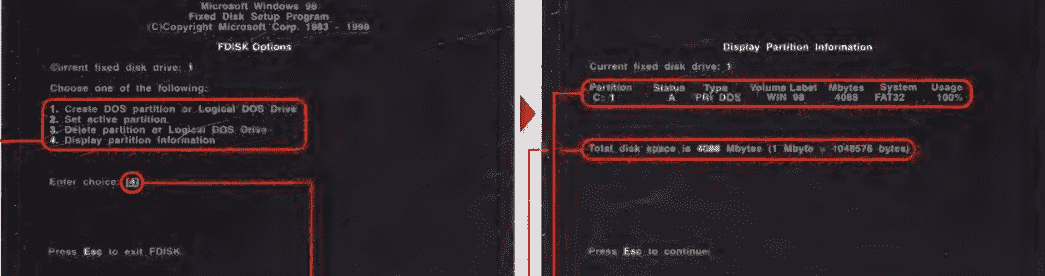 Microsoft Windows 98
Fixed Disk Setup Program
(C)Copyright Microsoft Corp. 1983 - 1998
FDISK Options
Current fixed disk drive: 1
Choose one of the following:
1. Create DOS partition or Logical DOS Drive
2. Set active partition
3. Delete partition or Logical DOS Drive
4. Display partition information
Enter choice: [4]
Press Esc to exit FDISK
Display Partition Information
Current fixed disk drive: 1
Partition Status Type Volume Label Mbytes System Usage
C: 1 A PRI DOS WIN 98 4088 FAT32 100%
Total disk space is 4088 Mbytes (1 Mbyte = 1048576 bytes)
Press Esc to continue